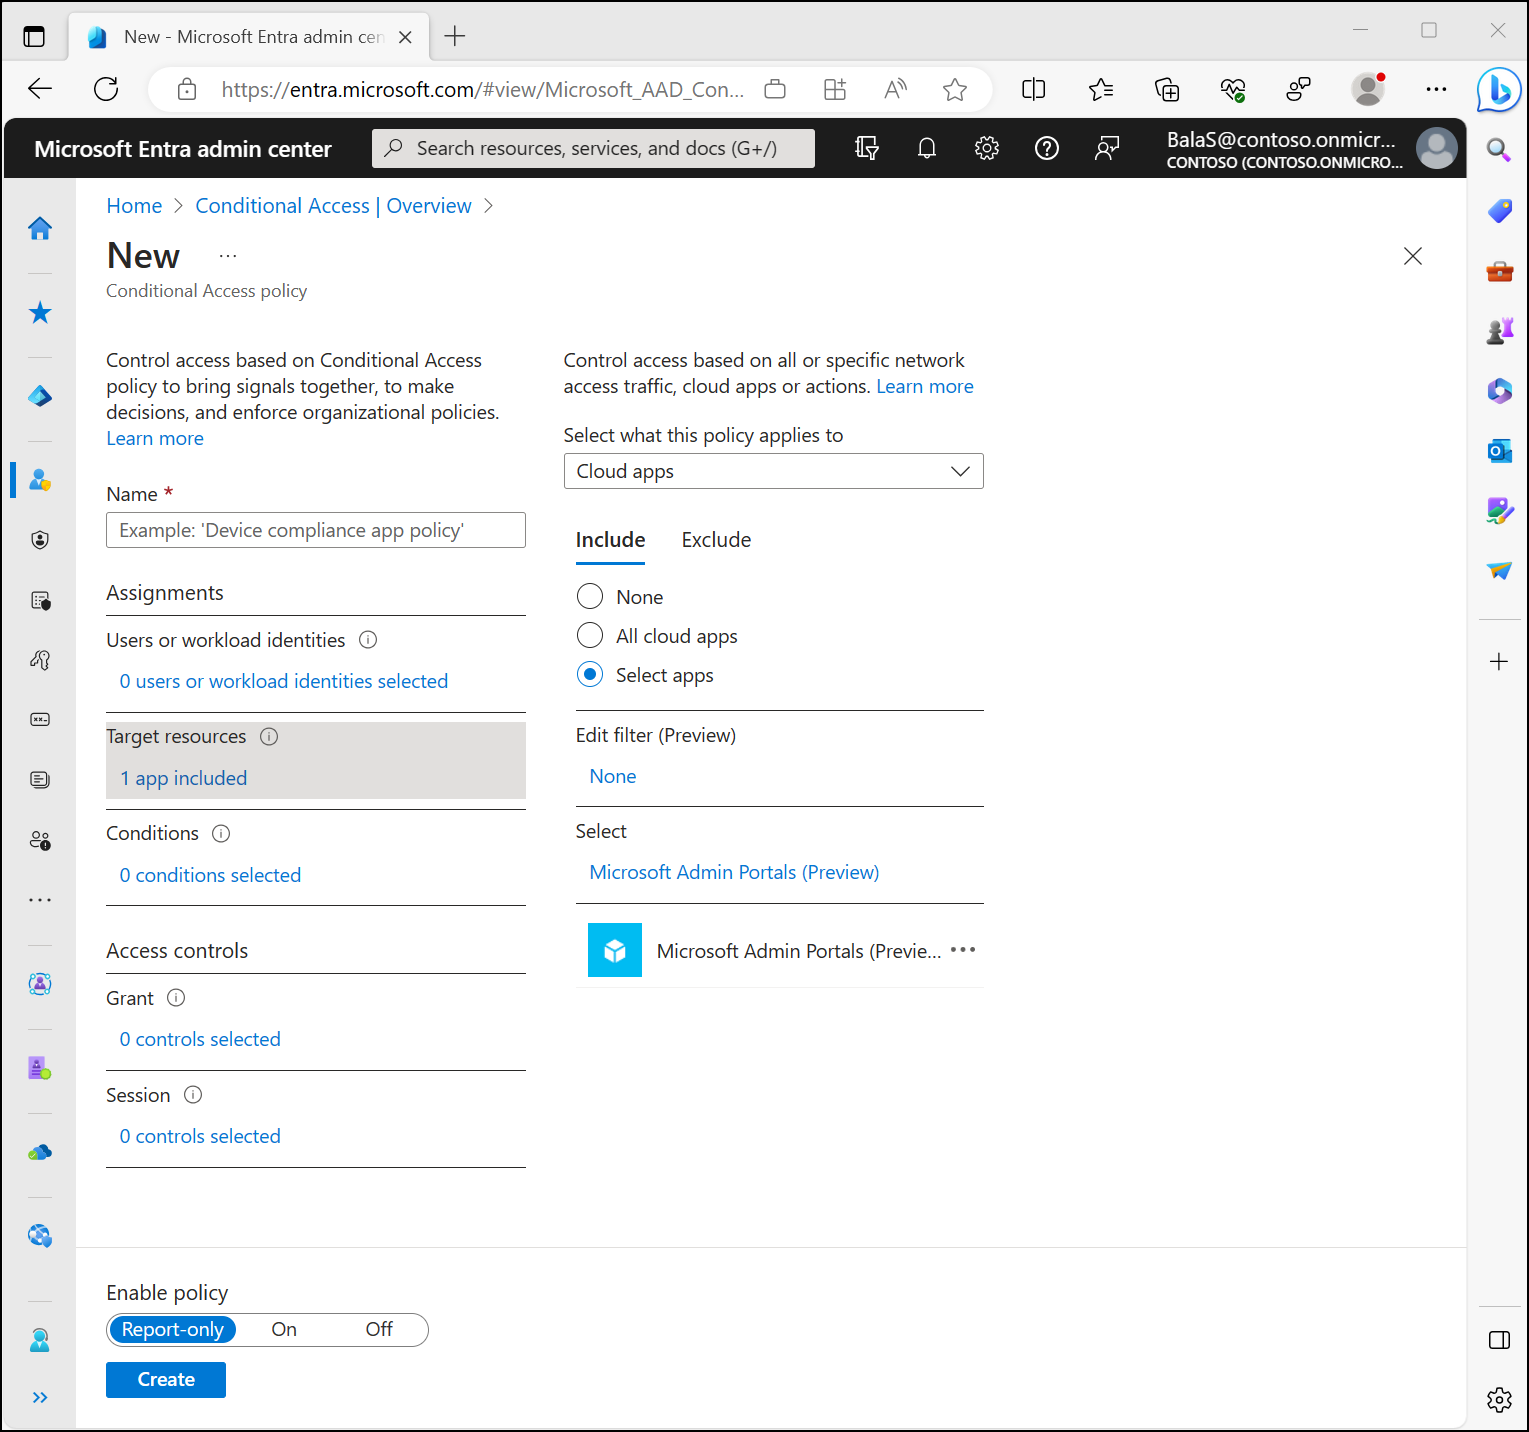 New - Microsoft Entra admin cen
https://entra.microsoft.com/#view/Microsoft_AAD_Con...
Microsoft Entra admin center
Search resources, services, and docs (G+/)
BalaS@contoso.onmicr...
CONTOSO (CONTOSO.ONMICRO...
Home > Conditional Access | Overview >
New ...
Conditional Access policy
Control access based on Conditional Access
policy to bring signals together, to make
decisions, and enforce organizational policies.
Learn more
Name *
Example: 'Device compliance app policy'
Assignments
Users or workload identities
0 users or workload identities selected
Target resources
1 app included
Conditions
0 conditions selected
Access controls
Grant
0 controls selected
Session
0 controls selected
Control access based on all or specific network
access traffic, cloud apps or actions. Learn more
Select what this policy applies to
Cloud apps
Include Exclude
None
All cloud apps
Select apps
Edit filter (Preview)
None
Select
Microsoft Admin Portals (Preview)
Microsoft Admin Portals (Previe...
Enable policy
Report-only On Off
Create